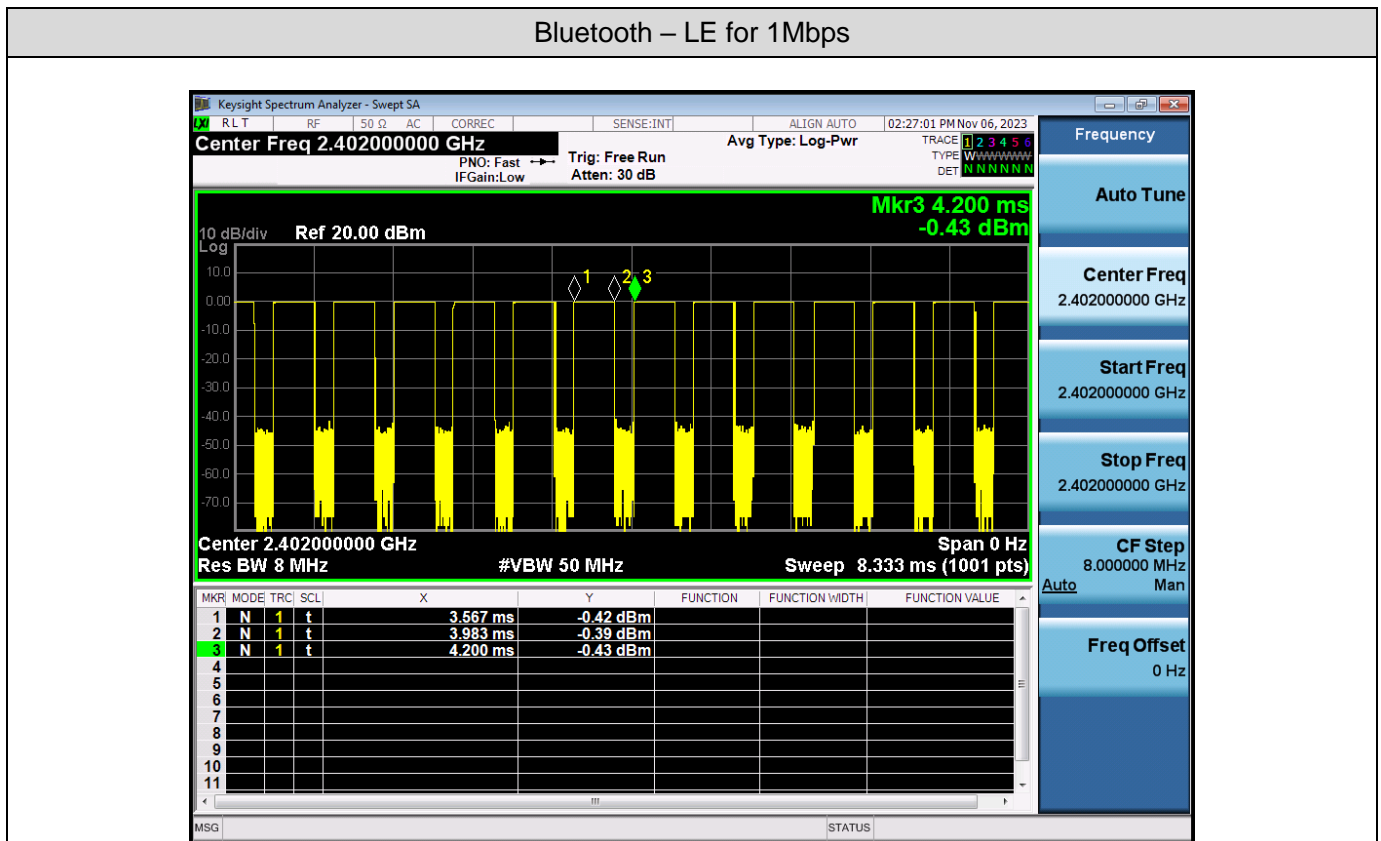 Bluetooth – LE for 1Mbps
Keysight Spectrum Analyzer - Swept SA
LXI RLT RF 50 Ω AC CORREC SENSE:INT ALIGN AUTO 02:27:01 PM Nov 06, 2023
Center Freq 2.402000000 GHz
PNO: Fast
IFGain:Low
Trig: Free Run
Atten: 30 dB
Avg Type: Log-Pwr
TRACE 1 2 3 4 5 6
TYPE WWWWWW
DET N N N N N N
Mkr3 4.200 ms
-0.43 dBm
10 dB/div Ref 20.00 dBm
Log
10.0
0.00
-10.0
-20.0
-30.0
-40.0
-50.0
-60.0
-70.0
1 2 3
Center 2.402000000 GHz Span 0 Hz
Res BW 8 MHz #VBW 50 MHz Sweep 8.333 ms (1001 pts)
MKR MODE TRC SCL X Y FUNCTION FUNCTION WIDTH FUNCTION VALUE
1 N 1 t 3.567 ms -0.42 dBm
2 N 1 t 3.983 ms -0.39 dBm
3 N 1 t 4.200 ms -0.43 dBm
4
5
6
7
8
9
10
11
MSG STATUS
Frequency
Auto Tune
Center Freq
2.402000000 GHz
Start Freq
2.402000000 GHz
Stop Freq
2.402000000 GHz
CF Step
8.000000 MHz
Auto Man
Freq Offset
0 Hz